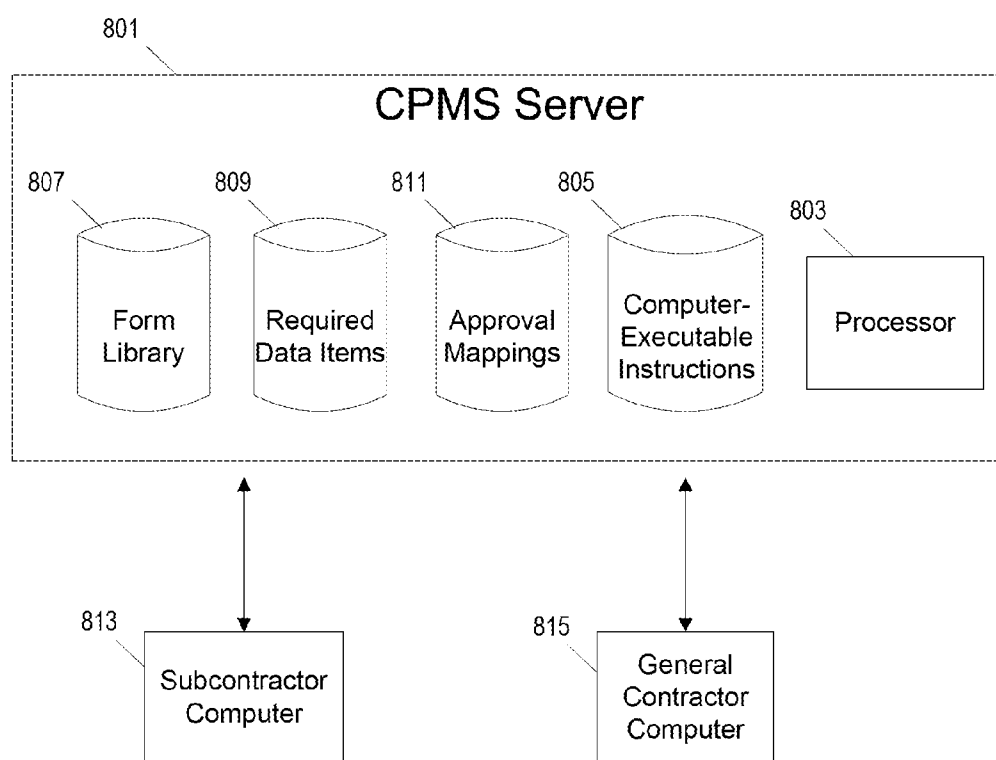 801
CPMS Server
807
809
811
805
803
Form
Library
Required
Data Items
Approval
Mappings
Computer-
Executable
Instructions
Processor
813
815
Subcontractor
Computer
General
Contractor
Computer